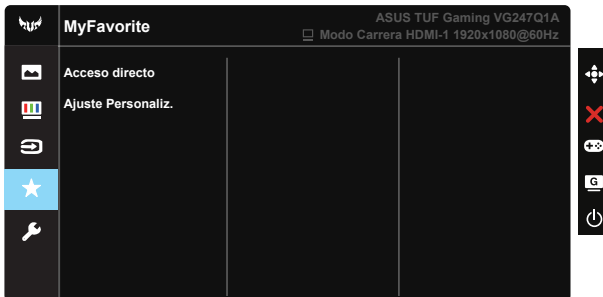 MyFavorite
ASUS TUF Gaming VG247Q1A
Modo Carrera HDMI-1 1920x1080@60Hz
Acceso directo
Ajuste Personaliz.
G